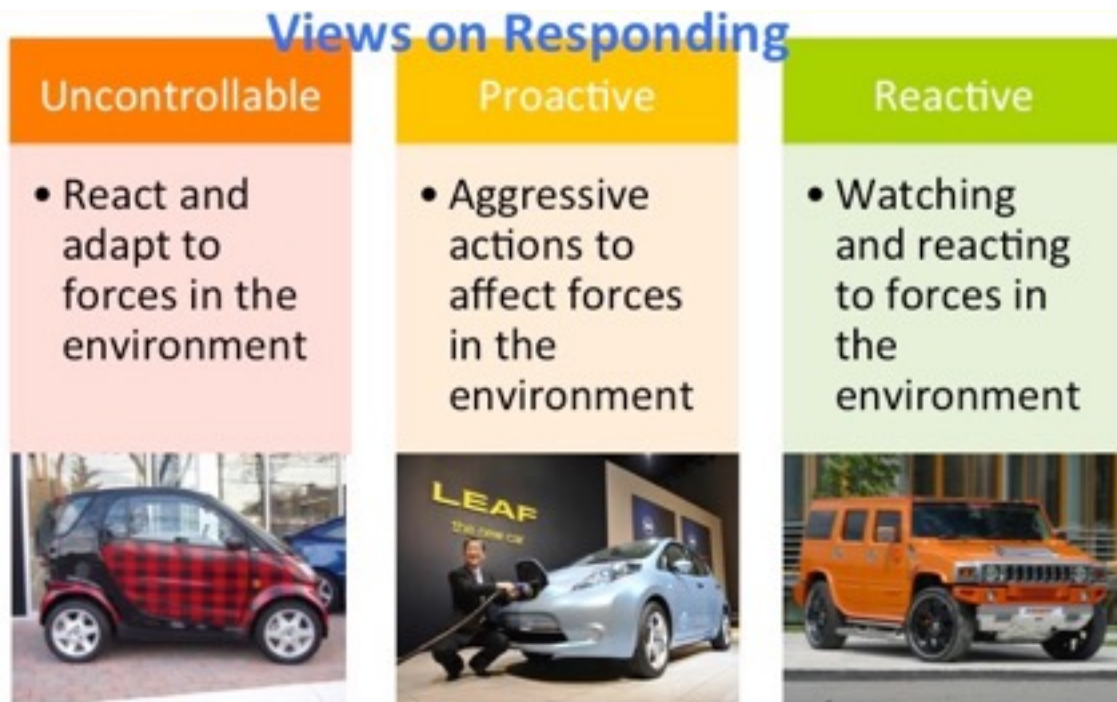 Views on Responding
Uncontrollable
• React and
adapt to
forces in the
environment
Proactive
• Aggressive
actions to
affect forces
in the
environment
Reactive
• Watching
and reacting
to forces in
the
environment
LEAF
the new car